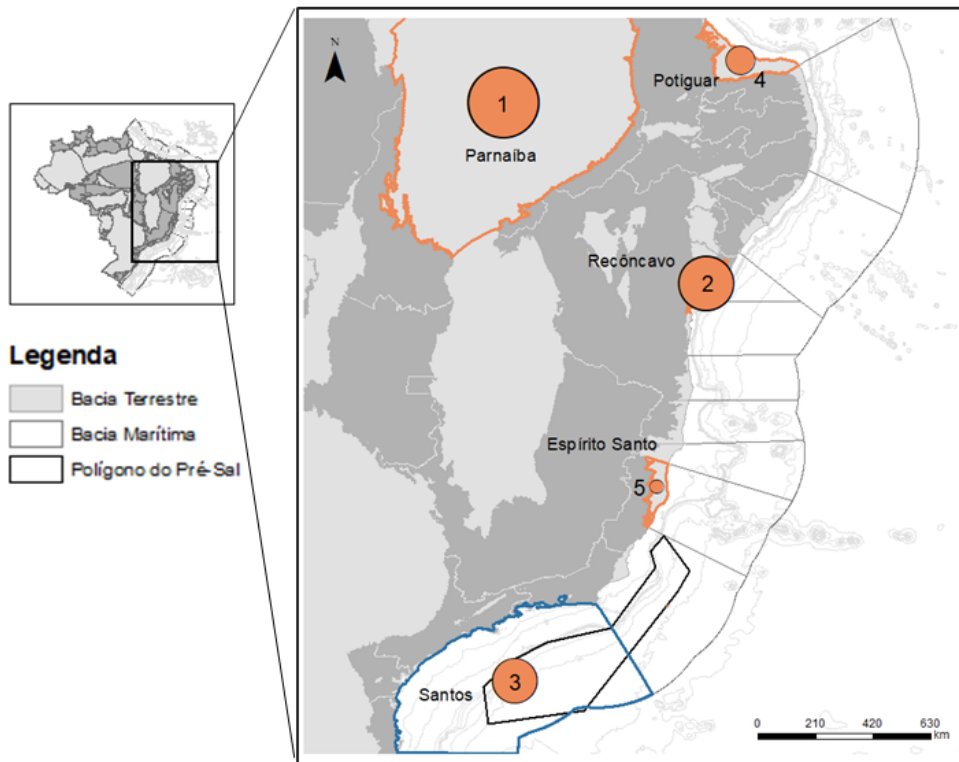 N
1
Parnaíba
Potiguar
4
Recôncavo
2
Legenda
Bacia Terrestre
Bacia Marítima
Polígono do Pré-Sal
Espírito Santo
5
Santos
3
0 210 420 630
km